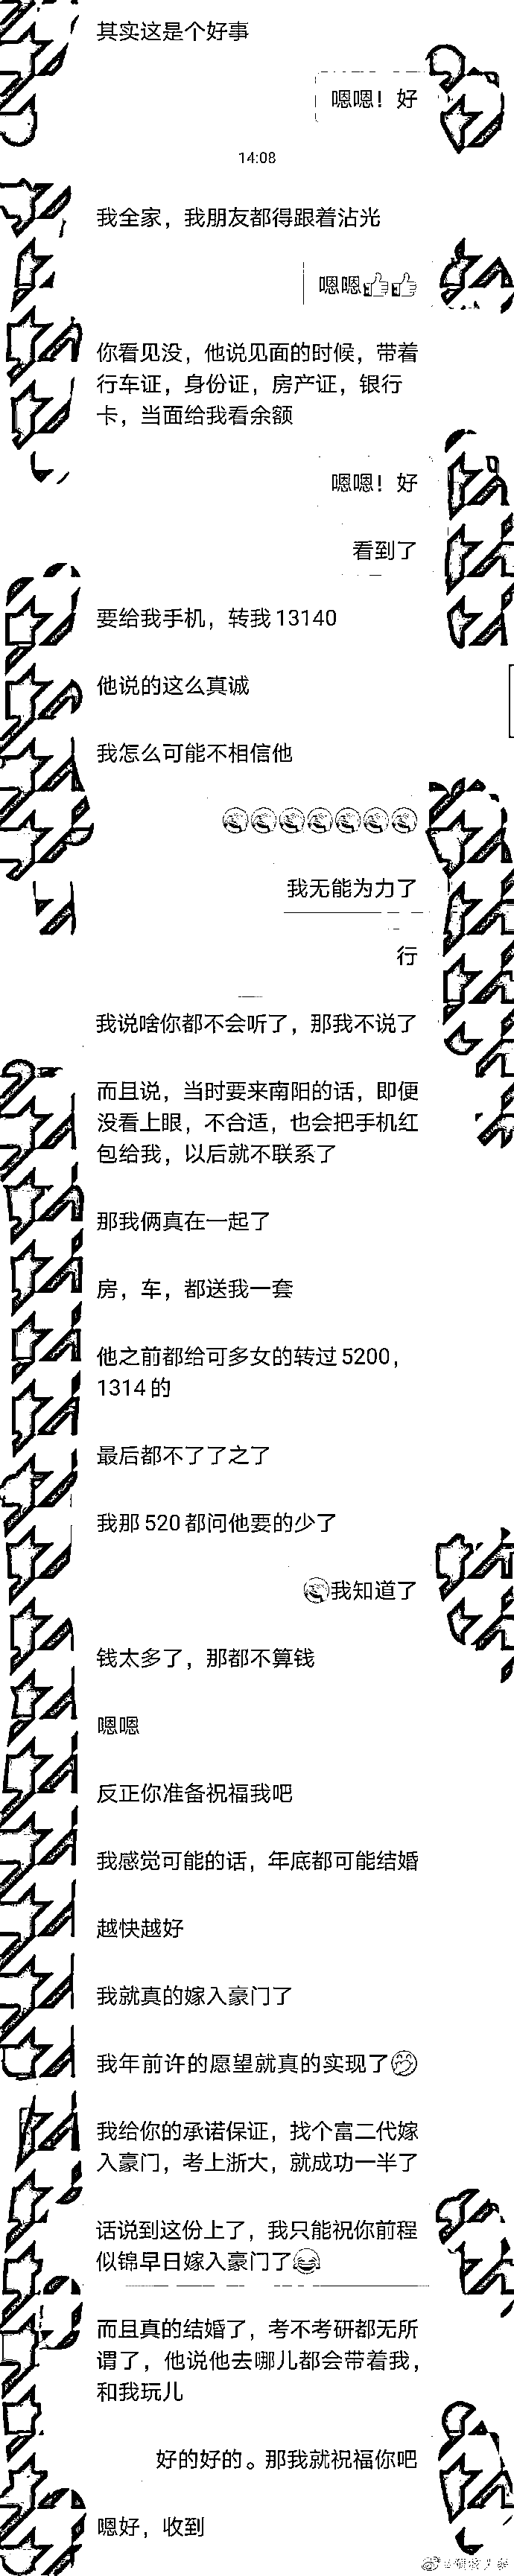 其实这是个好事
嗯嗯！好
14:08
我全家，我朋友都得跟着沾光
嗯嗯👍👍
你看见没，他说见面的时候，带着
行车证，身份证，房产证，银行
卡，当面给我看余额
嗯嗯！好
看到了
要给我手机，转我13140
他说的这么真诚
我怎么可能不相信他
我无能为力了
行
我说啥你都不会听了，那我不说了
而且说，当时要来南阳的话，即便
没看上眼，不合适，也会把手机红
包给我，以后就不联系了
那我俩真在一起了
房，车，都送我一套
他之前都给可多女的转过5200，
1314的
最后都不了了之了
我那520都问他要的少了
我知道了
钱太多了，那都不算钱
嗯嗯
反正你准备祝福我吧
我感觉可能的话，年底都可能结婚
越快越好
我就真的嫁入豪门了
我年前许的愿望就真的实现了🤭
我给你的承诺保证，找个富二代嫁
入豪门，考上浙大，就成功一半了
话说到这份上了，我只能祝你前程
似锦早日嫁入豪门了😂
而且真的结婚了，考不考研都无所
谓了，他说他去哪儿都会带着我，
和我玩儿
好的好的。那我就祝福你吧
嗯好，收到